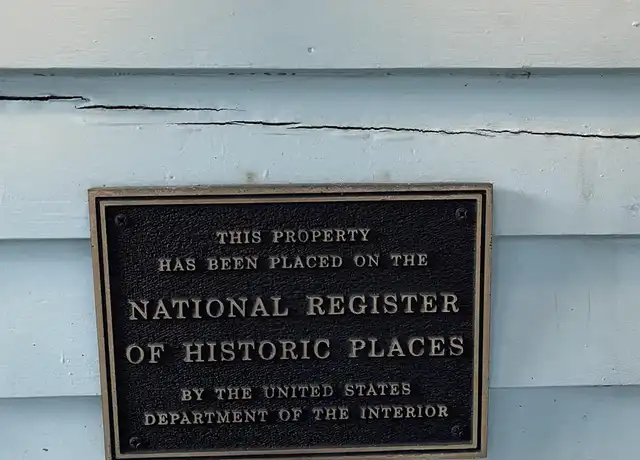 THIS PROPERTY
HAS BEEN PLACED ON THE
NATIONAL REGISTER
OF HISTORIC PLACES
BY THE UNITED STATES
DEPARTMENT OF THE INTERIOR